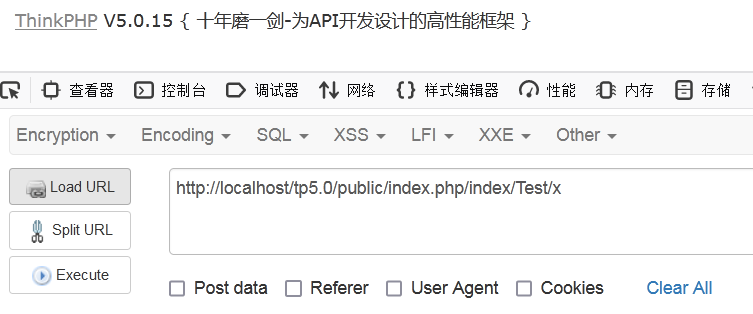 ThinkPHP V5.0.15 { 十年磨一剑-为API开发设计的高性能框架 }
查看器 控制台 调试器 网络 样式编辑器 性能 内存 存储
Encryption Encoding SQL XSS LFI XXE Other
Load URL
http://localhost/tp5.0/public/index.php/index/Test/x
Split URL
Execute
Post data Referer User Agent Cookies Clear All